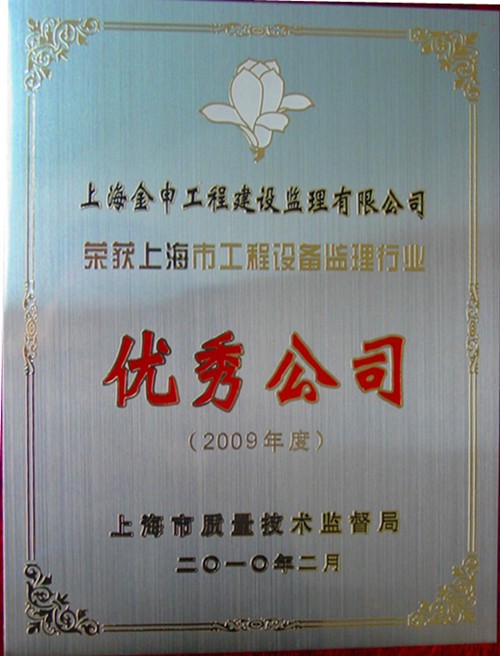 上海金申工程建设监理有限公司
荣获上海市工程设备监理行业
优秀公司
（2009年度）
上海市质量技术监督局
二〇一〇年二月